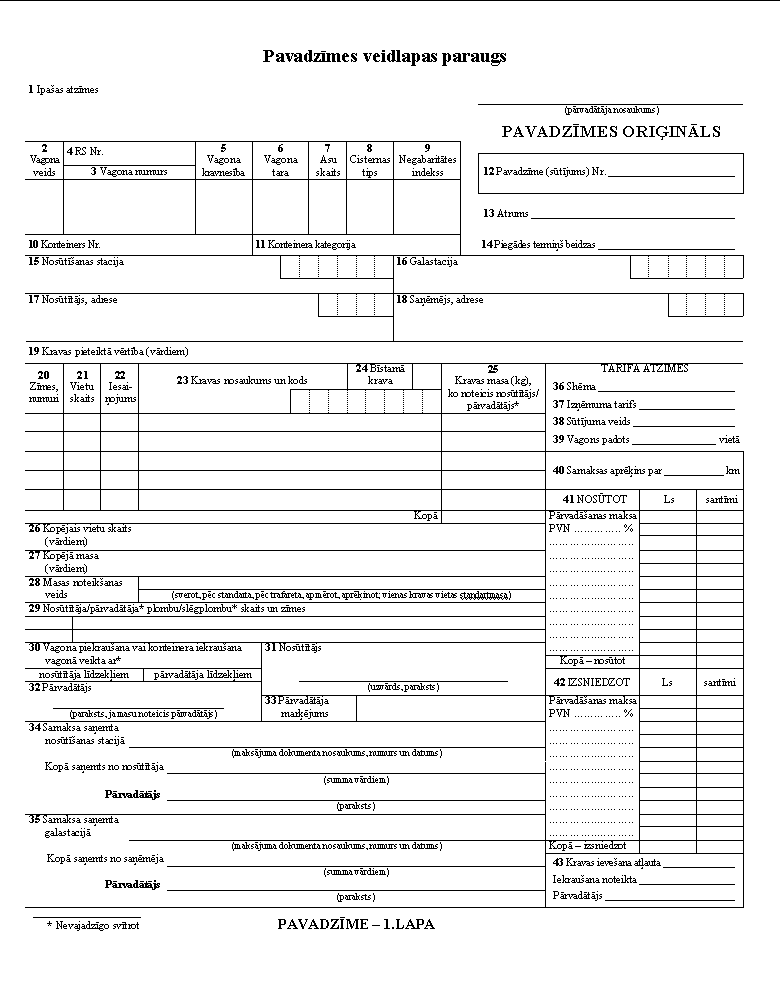 Pavadzīmes veidlapas paraugs
1 Īpašas atzīmes
(pārvadātāja nosaukums)
PAVADZĪMES ORIĢINĀLS
2 Vagona veids
4 RS Nr.
3 Vagona numurs
5 Vagona kravnesība
6 Vagona tara
7 Asu skaits
8 Cisternas tips
9 Negabaritātes indekss
12 Pavadzīme (sūtījums) Nr.
13 Ātrums
10 Konteiners Nr.
11 Konteinera kategorija
14 Piegādes termiņš beidzas
15 Nosūtīšanas stacija
16 Galastacija
17 Nosūtītājs, adrese
18 Saņēmējs, adrese
19 Kravas pieteiktā vērtība (vārdiem)
20 Zīmes, numuri
21 Vietu skaits
22 Iesai-ņojums
23 Kravas nosaukums un kods
24 Bīstamā krava
25 Kravas masa (kg), ko noteicis nosūtītājs/ pārvadātājs*
TARIFA ATZĪMES
36 Shēma
37 Izņēmuma tarifs
38 Sūtījuma veids
39 Vagons padots vietā
40 Samaksas aprēķins par km
41 NOSŪTOT Ls santīmi
Kopā
Pārvadāšanas maksa
PVN ………….. %
26 Kopējais vietu skaits
(vārdiem)
27 Kopējā masa
(vārdiem)
28 Masas noteikšanas
veids
(sverot, pēc standarta, pēc trafareta, apmērot, aprēķinot; vienas kravas vietas standartmasa)
29 Nosūtītāja/pārvadātāja* plombu/slēgplombu* skaits un zīmes
30 Vagona piekraušana vai konteinera iekraušana
vagonā veikta ar*
nosūtītāja līdzekļiem pārvadātāja līdzekļiem
31 Nosūtītājs
(uzvārds, paraksts)
Kopā – nosūtot
32 Pārvadātājs
(paraksts, ja masu noteicis pārvadātājs)
33 Pārvadātāja
marķējums
42 IZSNIEDZOT Ls santīmi
Pārvadāšanas maksa
PVN ………….. %
34 Samaksa saņemta
nosūtīšanas stacijā
(maksājuma dokumenta nosaukums, numurs un datums)
Kopā saņemts no nosūtītāja
(summa vārdiem)
Pārvadātājs
(paraksts)
35 Samaksa saņemta
galastacijā
(maksājuma dokumenta nosaukums, numurs un datums)
Kopā saņemts no saņēmēja
(summa vārdiem)
Pārvadātājs
(paraksts)
Kopā – izsniedzot
43 Kravas ievešana atļauta
Iekraušana noteikta
Pārvadātājs
* Nevajadzīgo svītrot
PAVADZĪME – 1.LAPA